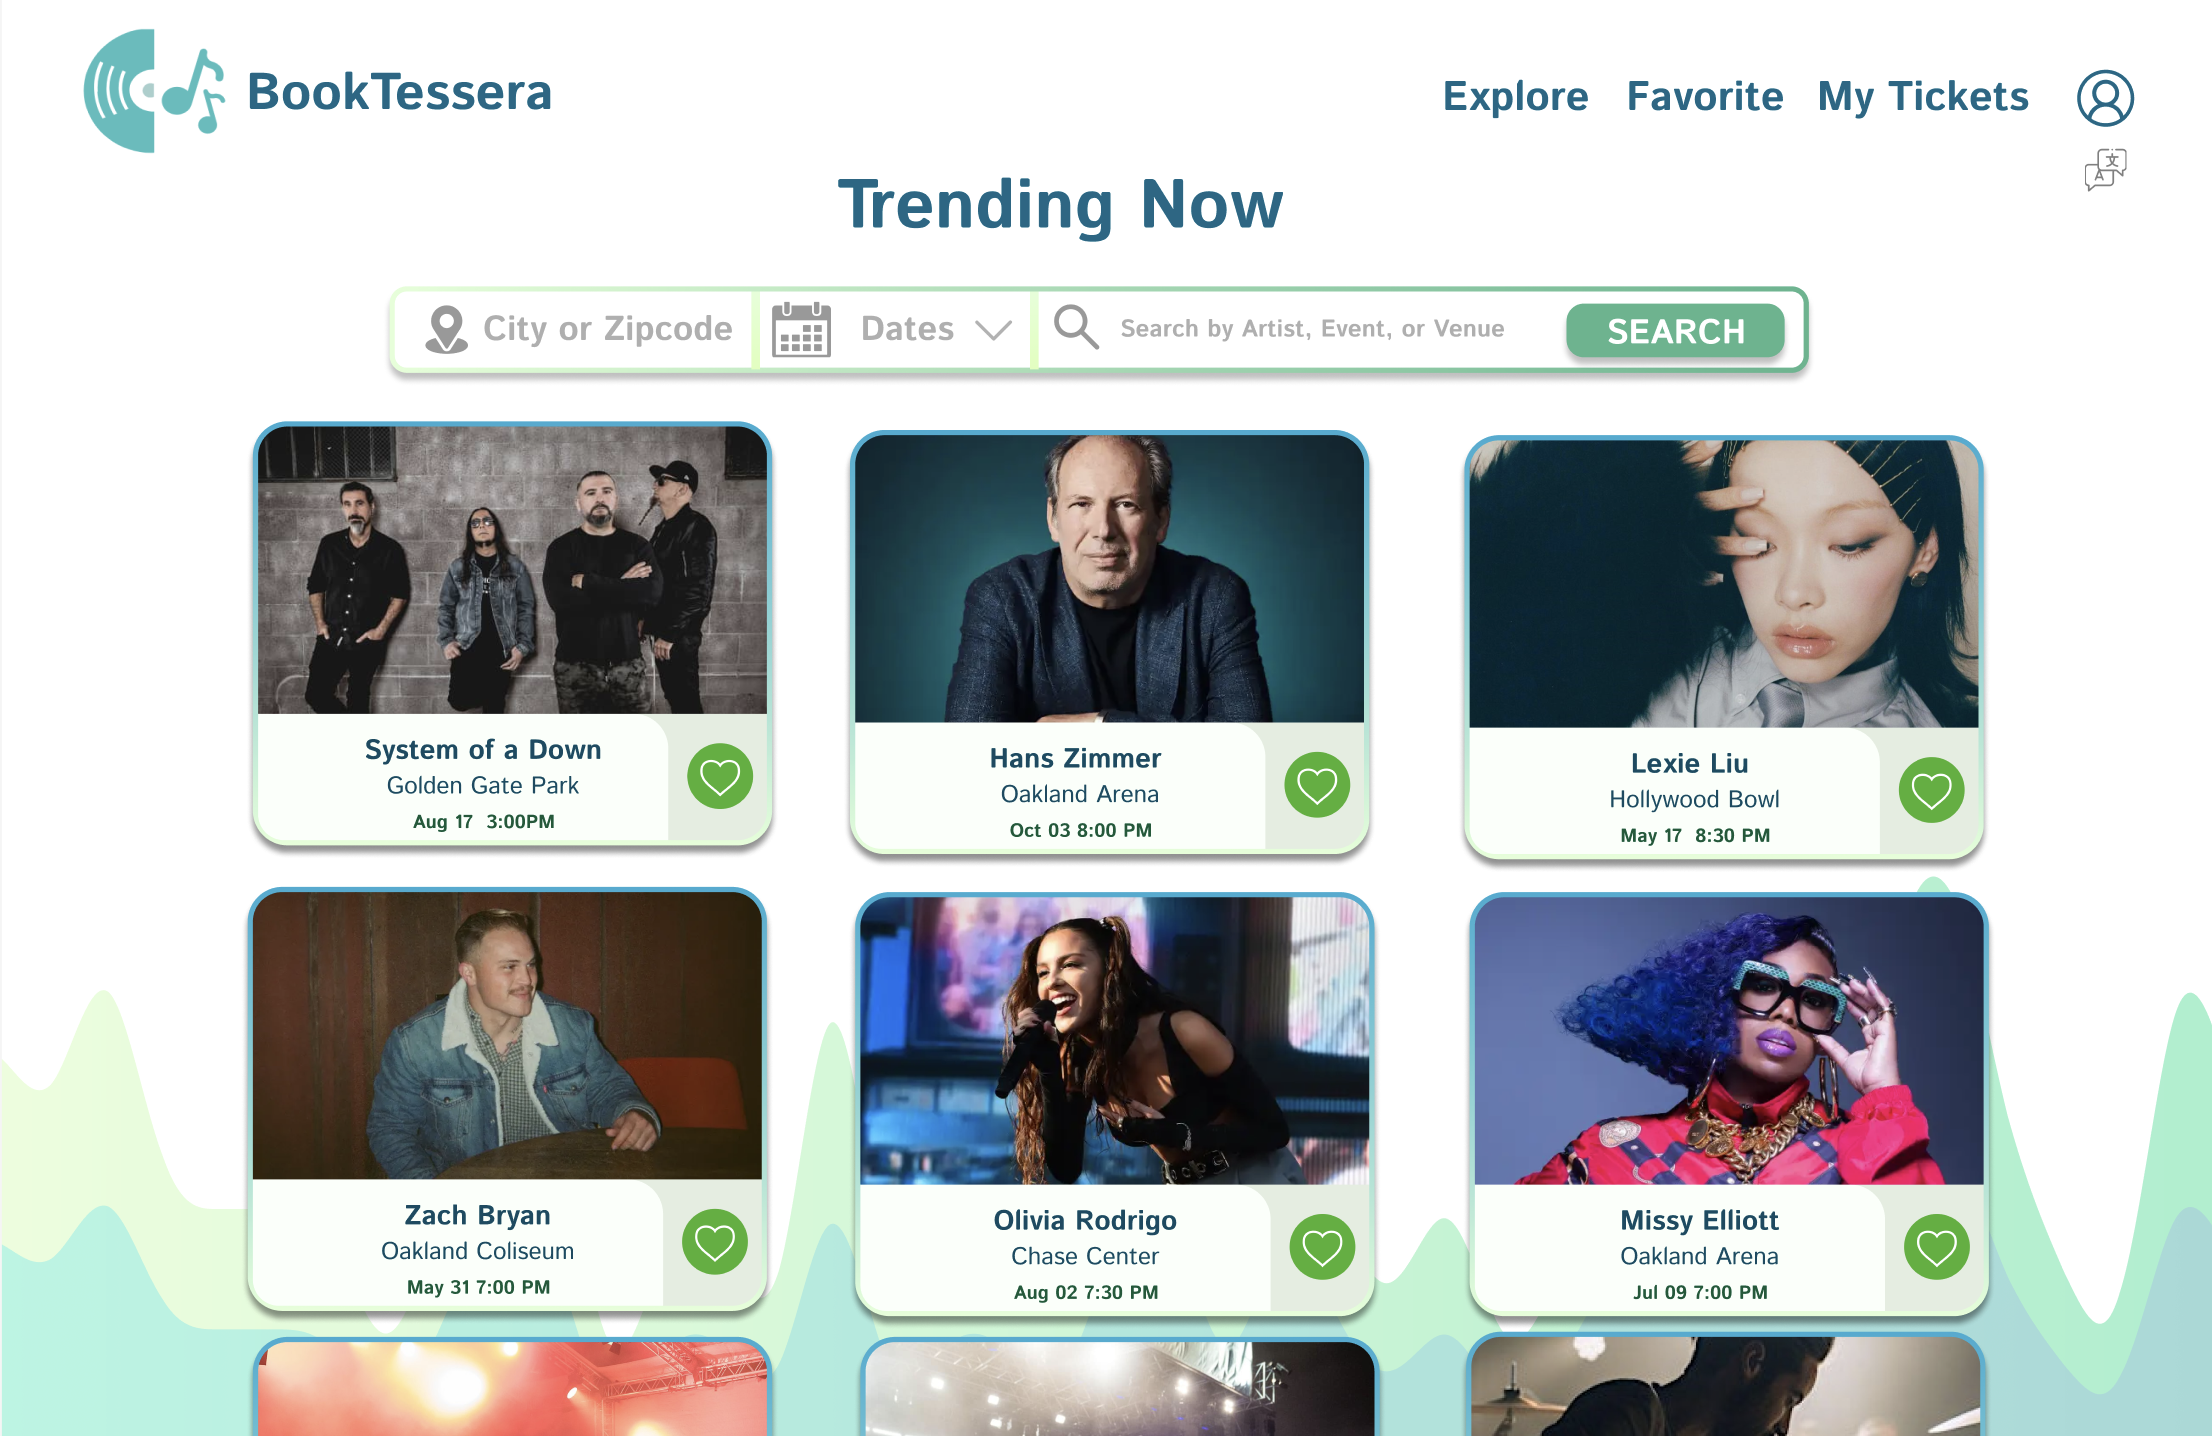 BookTessera
Explore Favorite My Tickets
文
A
Trending Now
City or Zipcode Dates Search by Artist, Event, or Venue SEARCH
System of a Down
Golden Gate Park
Aug 17 3:00PM
Hans Zimmer
Oakland Arena
Oct 03 8:00 PM
Lexie Liu
Hollywood Bowl
May 17 8:30 PM
Zach Bryan
Oakland Coliseum
May 31 7:00 PM
Olivia Rodrigo
Chase Center
Aug 02 7:30 PM
Missy Elliott
Oakland Arena
Jul 09 7:00 PM